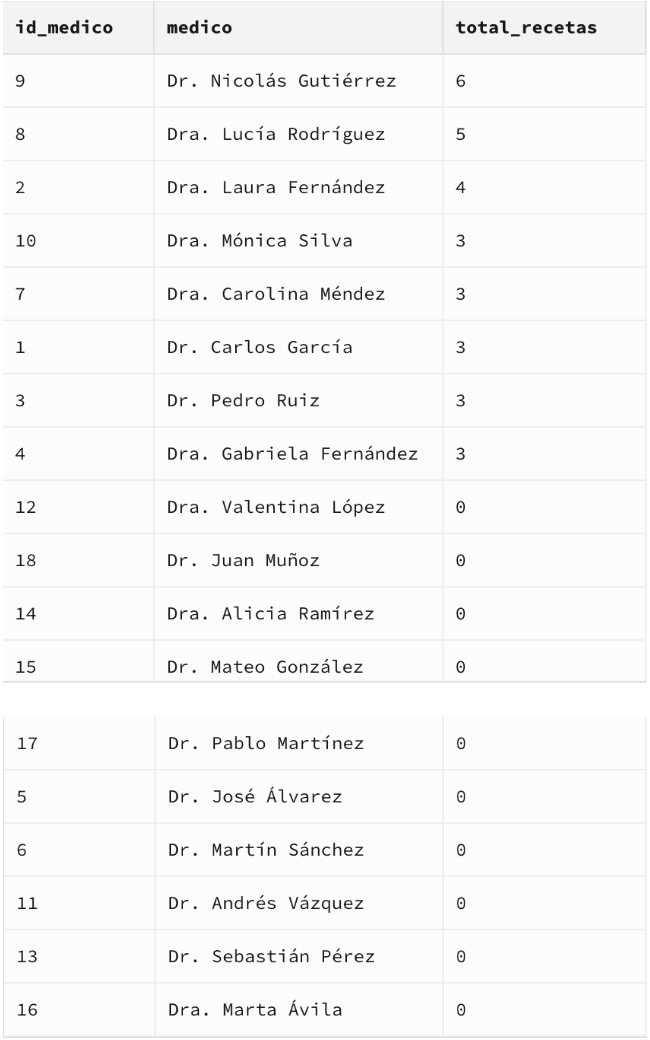 id_medico medico total_recetas
9 Dr. Nicolás Gutiérrez 6
8 Dra. Lucía Rodríguez 5
2 Dra. Laura Fernández 4
10 Dra. Mónica Silva 3
7 Dra. Carolina Méndez 3
1 Dr. Carlos García 3
3 Dr. Pedro Ruiz 3
4 Dra. Gabriela Fernández 3
12 Dra. Valentina López 0
18 Dr. Juan Muñoz 0
14 Dra. Alicia Ramírez 0
15 Dr. Mateo González 0
17 Dr. Pablo Martínez 0
5 Dr. José Álvarez 0
6 Dr. Martín Sánchez 0
11 Dr. Andrés Vázquez 0
13 Dr. Sebastián Pérez 0
16 Dra. Marta Ávila 0